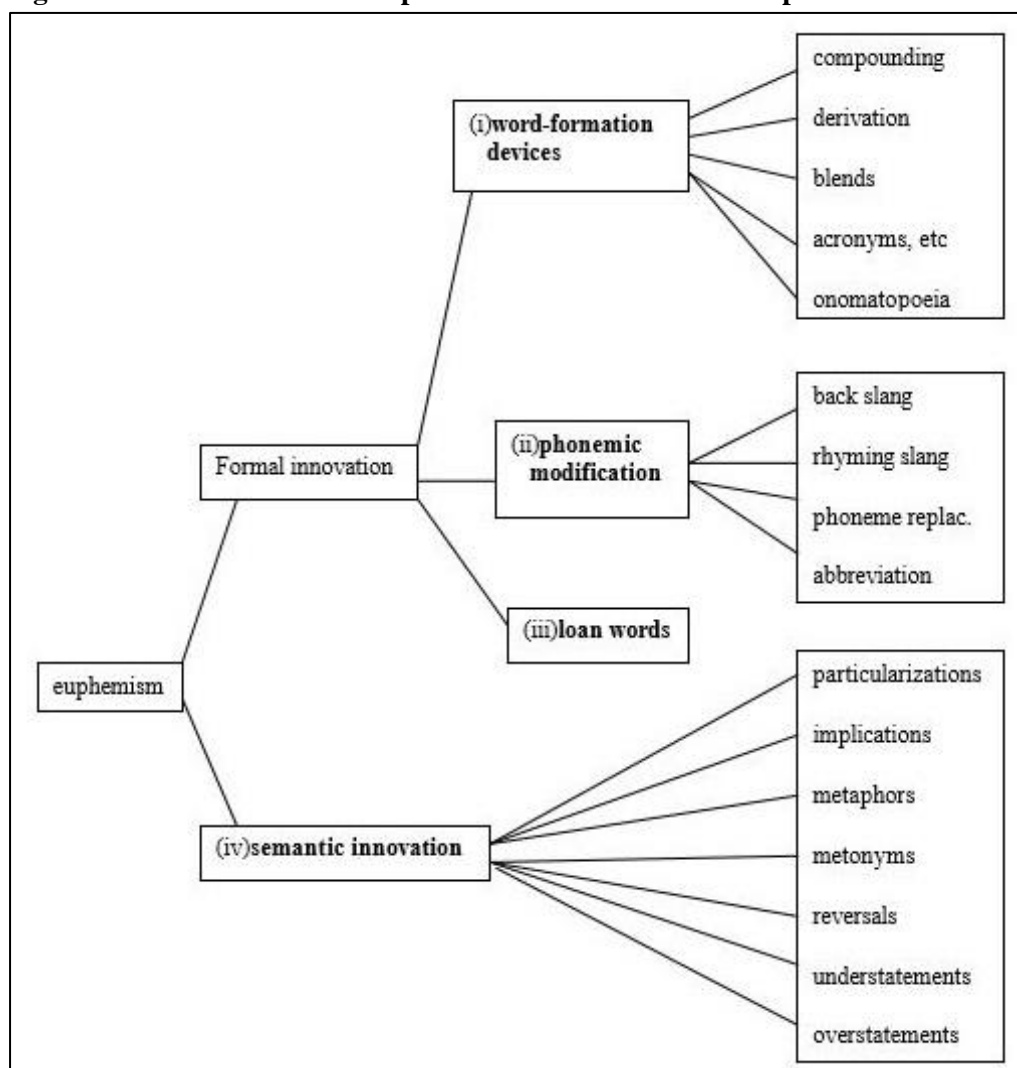 compounding
(i)word-formation
devices
derivation
blends
acronyms, etc
onomatopoeia
back slang
(ii)phonemic
modification
rhyming slang
Formal innovation
phoneme replac.
abbreviation
(iii)loan words
euphemism
particularizations
implications
metaphors
(iv)semantic innovation
metonyms
reversals
understatements
overstatements